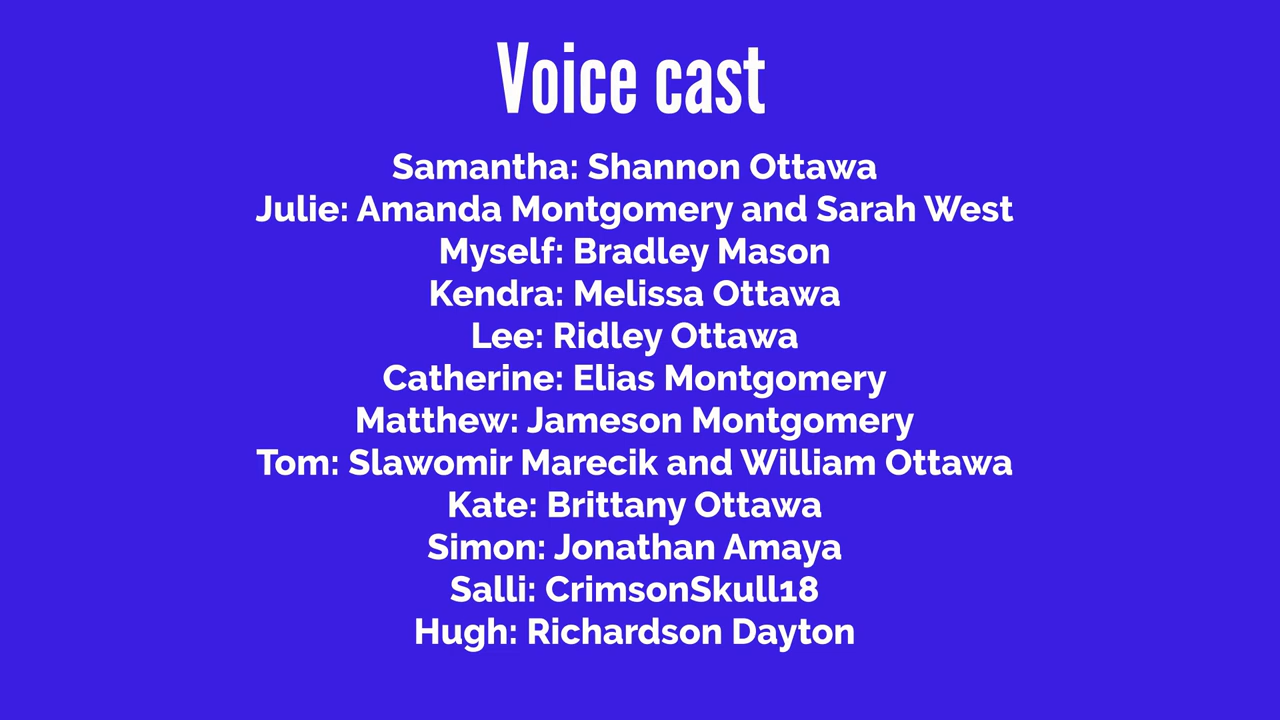 Voice cast
Samantha: Shannon Ottawa
Julie: Amanda Montgomery and Sarah West
Myself: Bradley Mason
Kendra: Melissa Ottawa
Lee: Ridley Ottawa
Catherine: Elias Montgomery
Matthew: Jameson Montgomery
Tom: Slawomir Marecik and William Ottawa
Kate: Brittany Ottawa
Simon: Jonathan Amaya
Salli: CrimsonSkull18
Hugh: Richardson Dayton